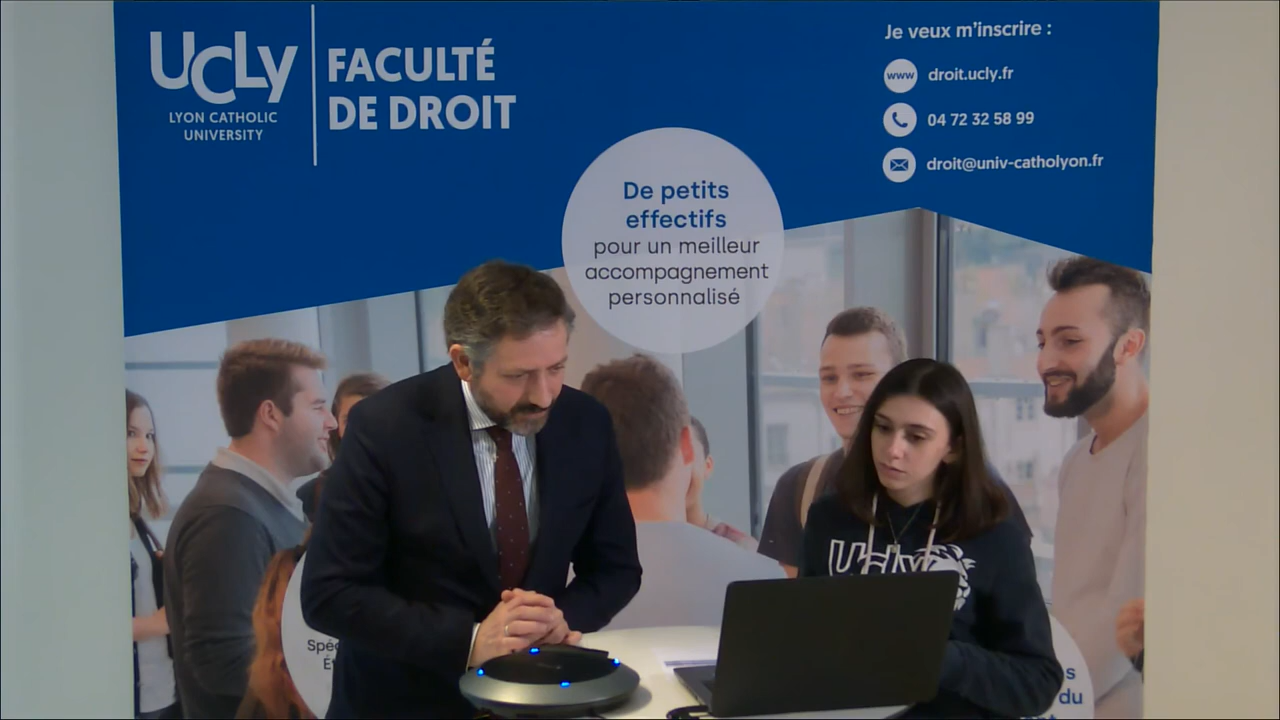 UCLY
LYON CATHOLIC
UNIVERSITY
FACULTÉ
DE DROIT
Je veux m'inscrire :
www
droit.ucly.fr
04 72 32 58 99
droit@univ-catholyon.fr
De petits
effectifs
pour un meilleur
accompagnement
personnalisé
Ucly
du